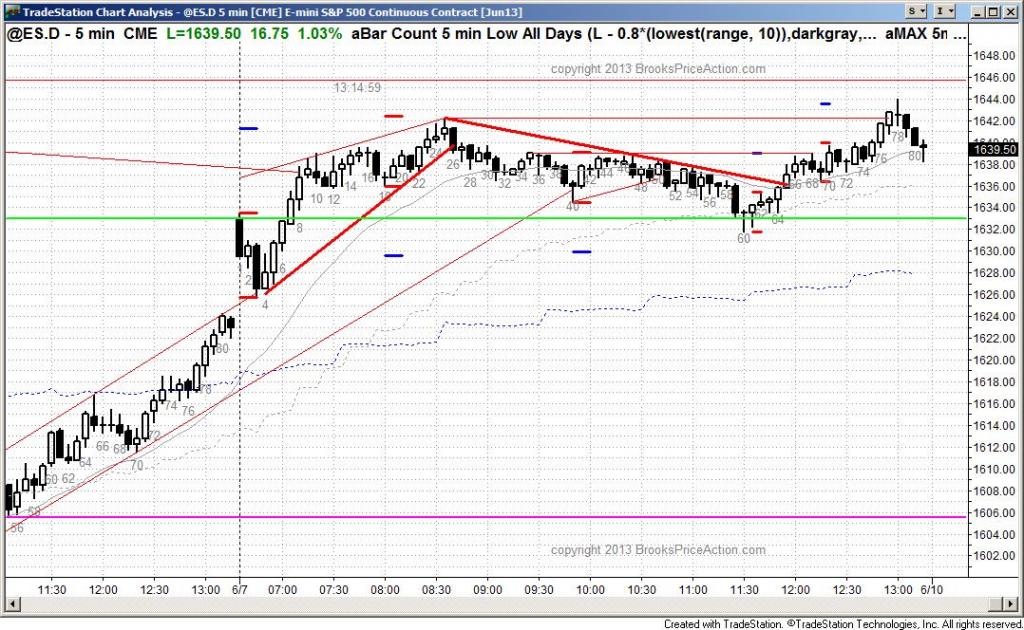 TradeStation Chart Analysis - @ES.D 5 min [CME] E-mini S&P 500 Continuous Contract [Jun13]
S I
@ES.D - 5 min CME L=1639.50 16.75 1.03% aBar Count 5 min Low All Days (L - 0.8*(lowest(range, 10)),darkgray,... aMAX 5m ...
copyright 2013 BrooksPriceAction.com
13:14:59
1648.00
1646.00
1644.00
1642.00
1639.50
1638.00
1636.00
1634.00
1632.00
1630.00
1628.00
1626.00
1624.00
1622.00
1620.00
1618.00
1616.00
1614.00
1612.00
1610.00
1608.00
1606.00
1604.00
1602.00
56 58 60 62 64 66 68 70 72 74 76 78 80
2 4 6 8 10 12 14 16 20 22 24 26 28 30 32 34 36 38 40 42 44 46 48 52 54 56 58 60 62 64 66 68 70 72 74 76 78 80
copyright 2013 BrooksPriceAction.com
11:30 12:00 12:30 13:00 6/7 07:00 07:30 08:00 08:30 09:00 09:30 10:00 10:30 11:00 11:30 12:00 12:30 13:00 6/10
Created with TradeStation. ©TradeStation Technologies, Inc. All rights reserved.